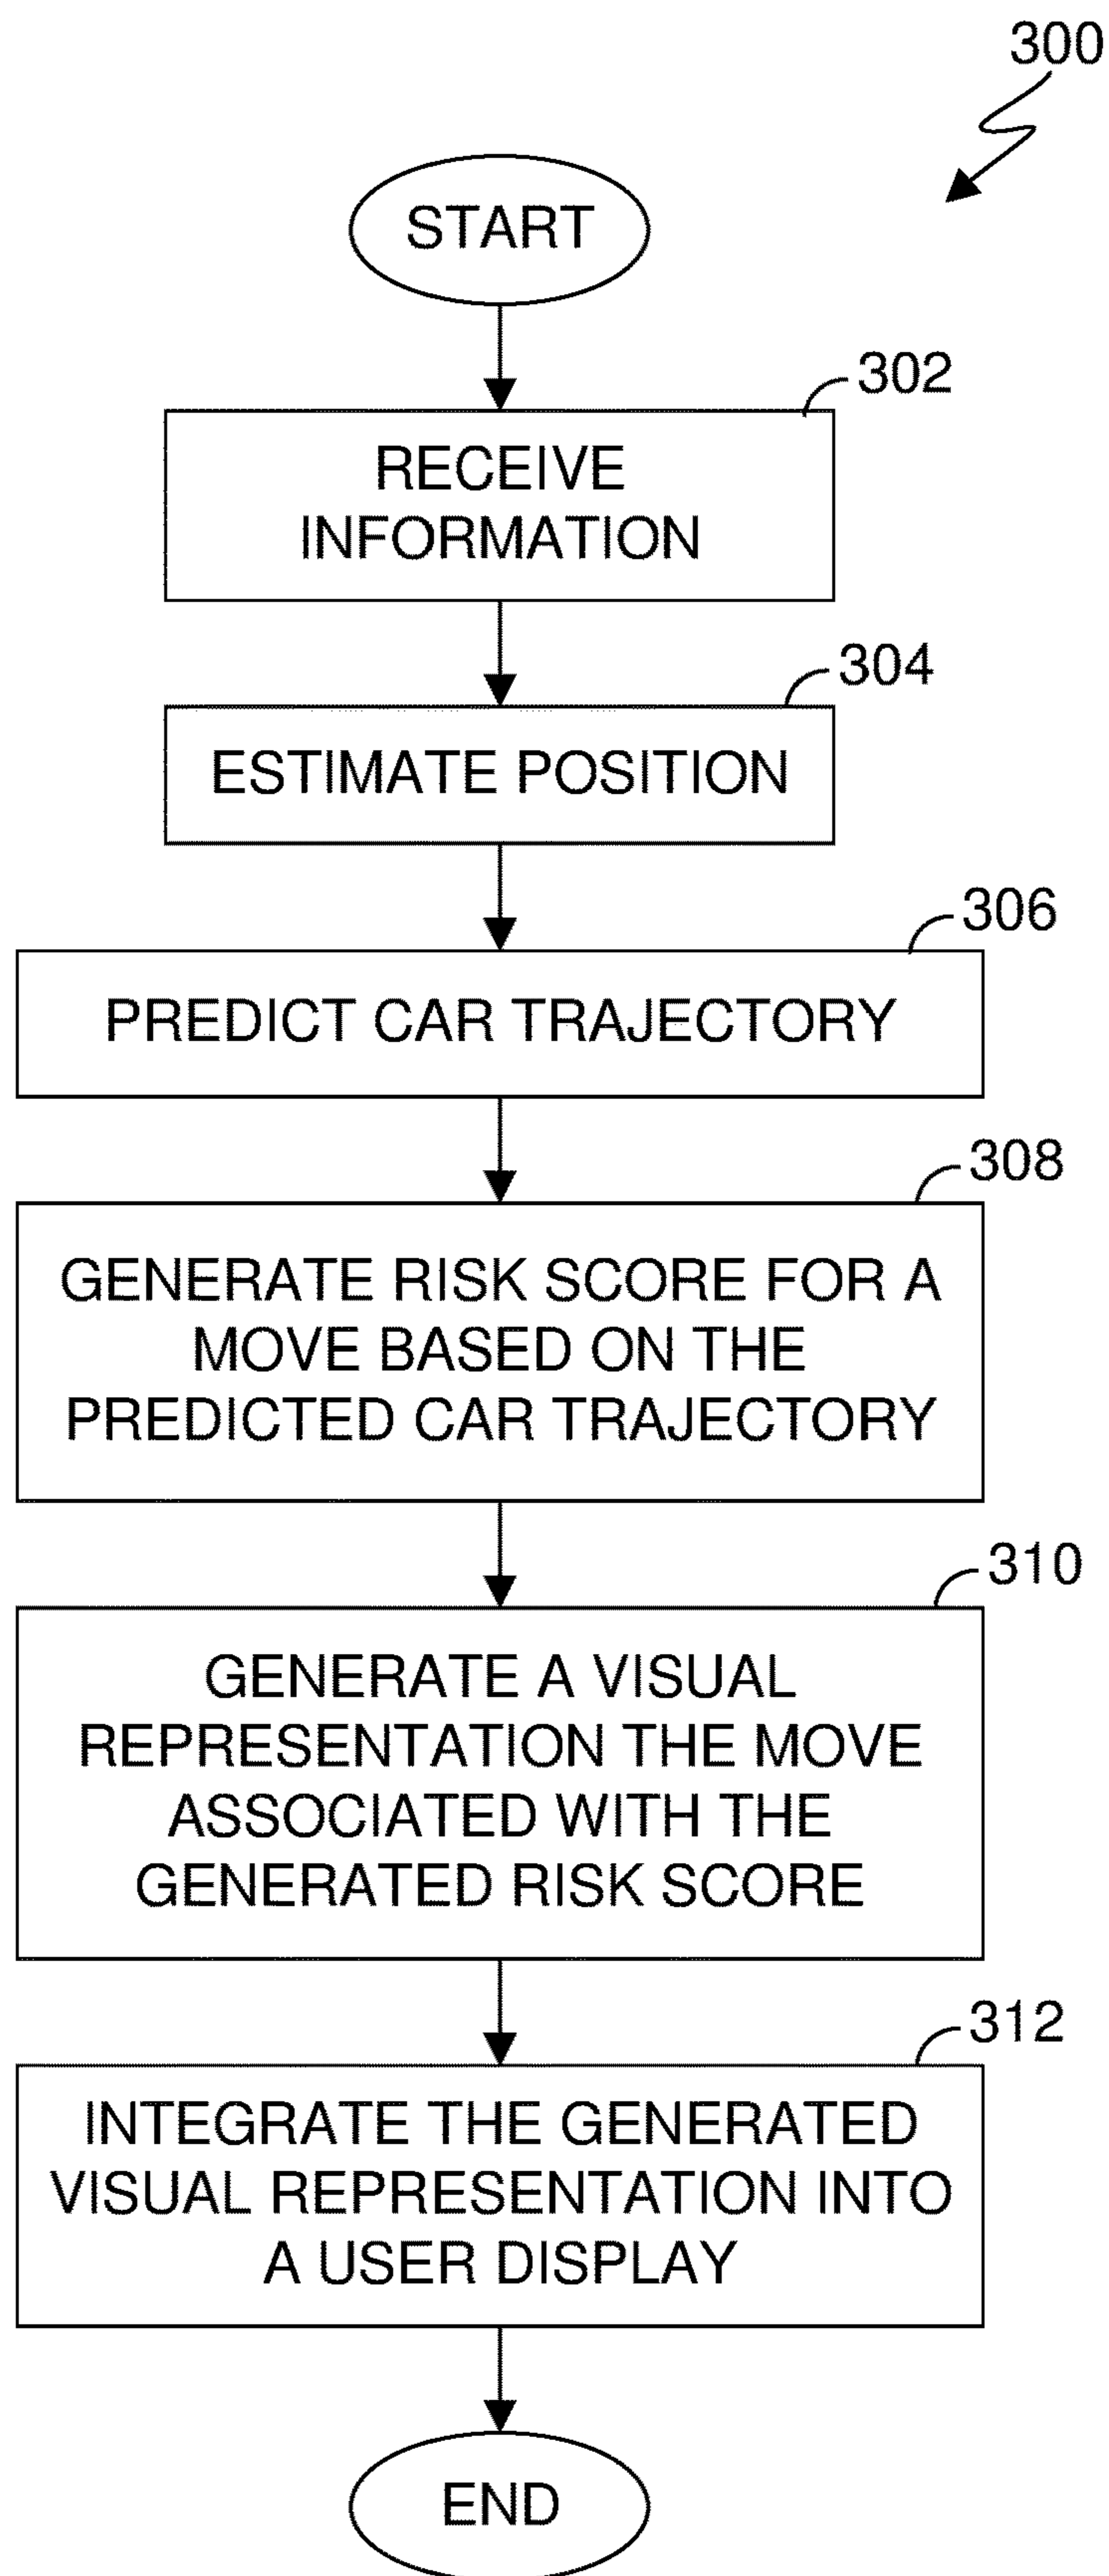 300
START
302
RECEIVE
INFORMATION
304
ESTIMATE POSITION
306
PREDICT CAR TRAJECTORY
308
GENERATE RISK SCORE FOR A
MOVE BASED ON THE
PREDICTED CAR TRAJECTORY
310
GENERATE A VISUAL
REPRESENTATION THE MOVE
ASSOCIATED WITH THE
GENERATED RISK SCORE
312
INTEGRATE THE GENERATED
VISUAL REPRESENTATION INTO
A USER DISPLAY
END